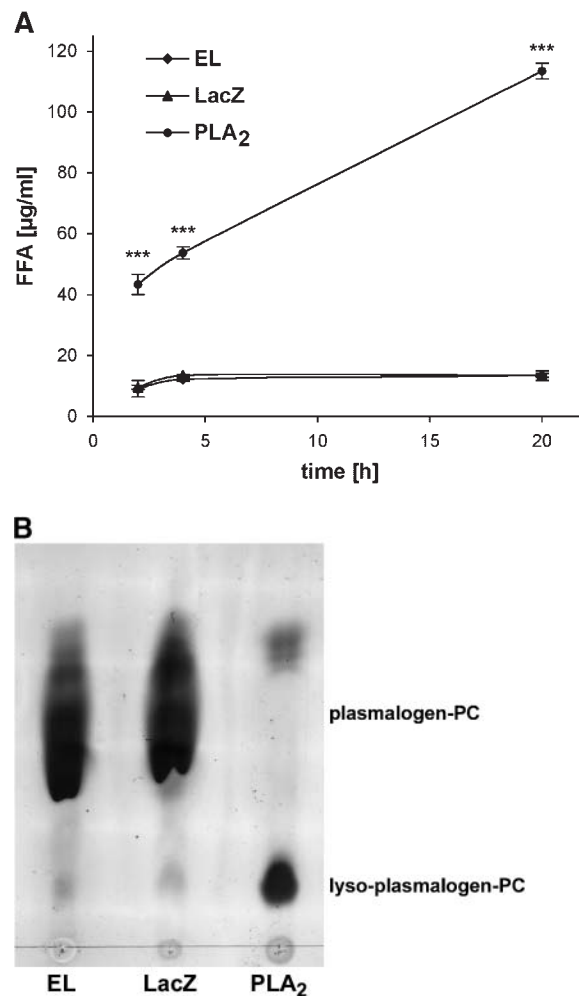 A
EL
LacZ
PLA₂
***
***
***
FFA [µg/ml]
120
100
80
60
40
20
0
0 5 10 15 20
time [h]
B
plasmalogen-PC
lyso-plasmalogen-PC
EL LacZ PLA₂